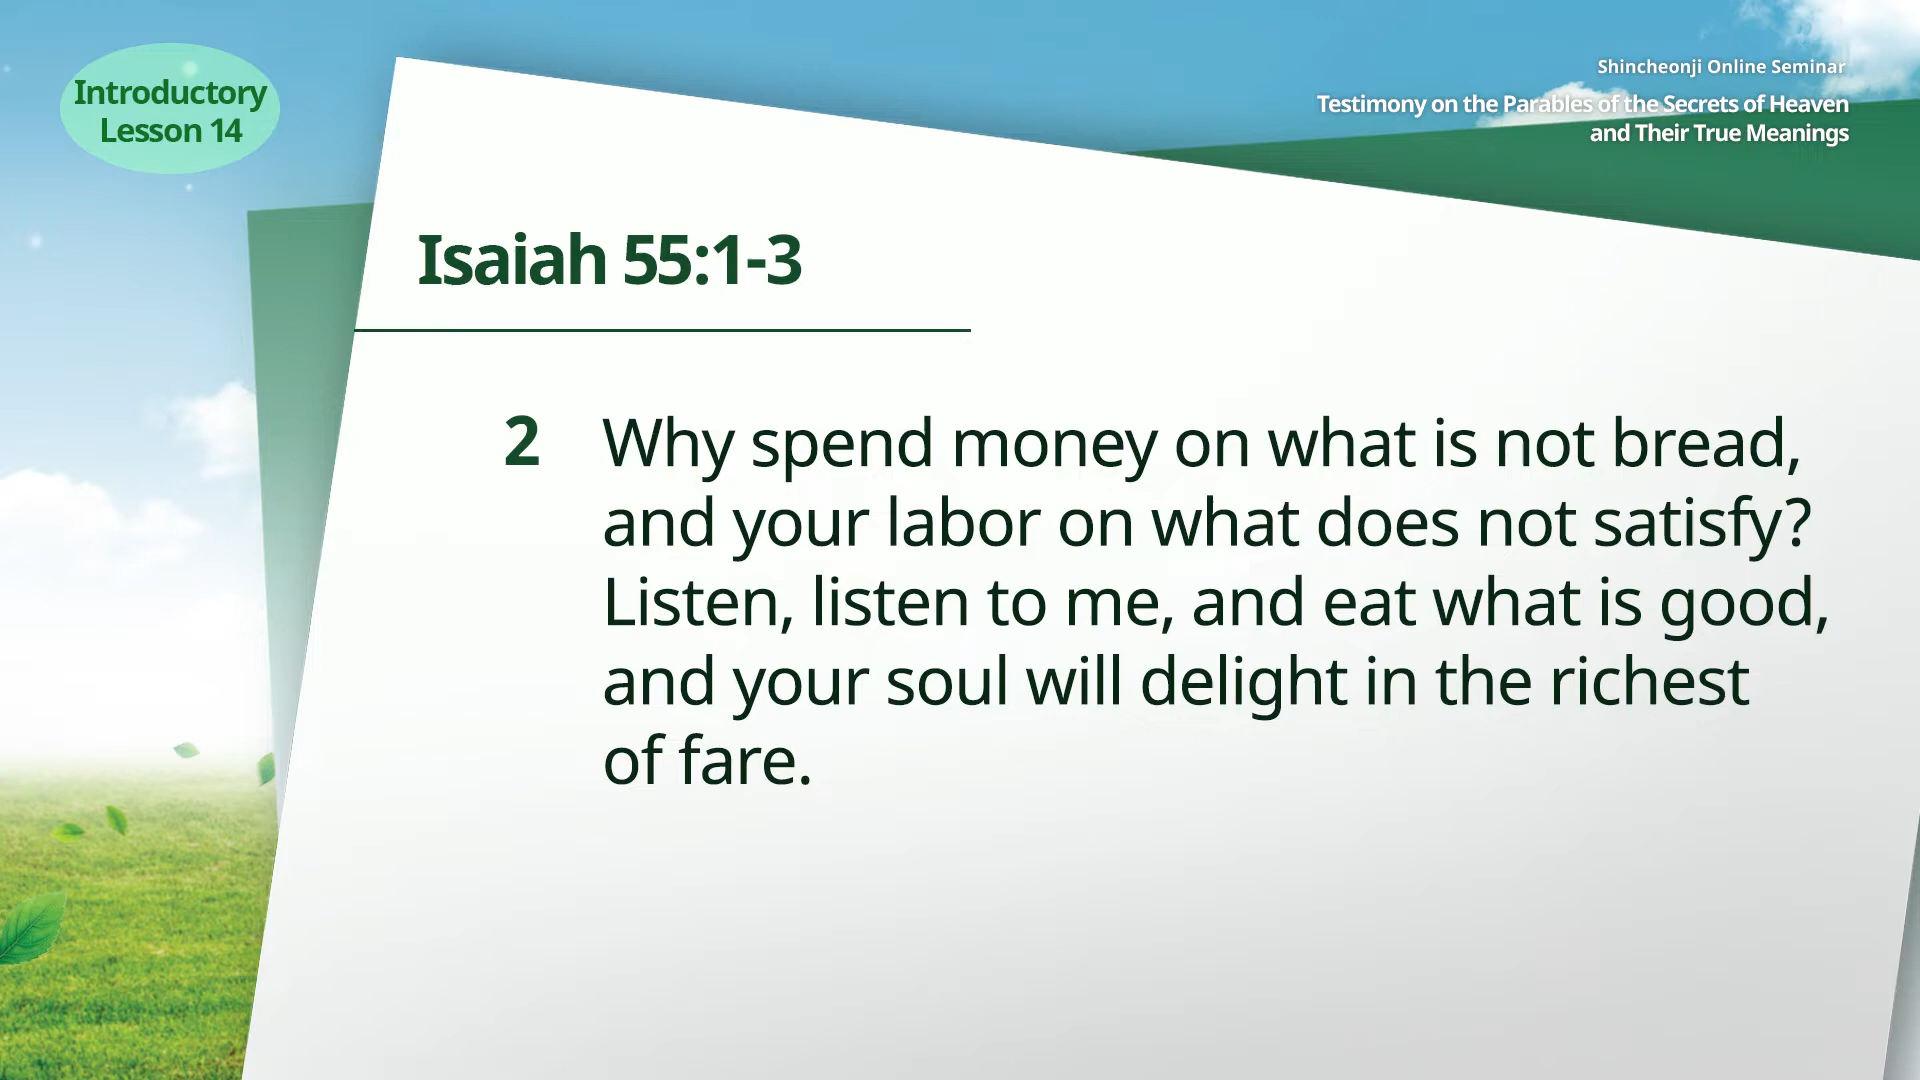 Introductory
Lesson 14
Shincheonji Online Seminar
Testimony on the Parables of the Secrets of Heaven
and Their True Meanings
Isaiah 55:1-3
2 Why spend money on what is not bread,
and your labor on what does not satisfy?
Listen, listen to me, and eat what is good,
and your soul will delight in the richest
of fare.